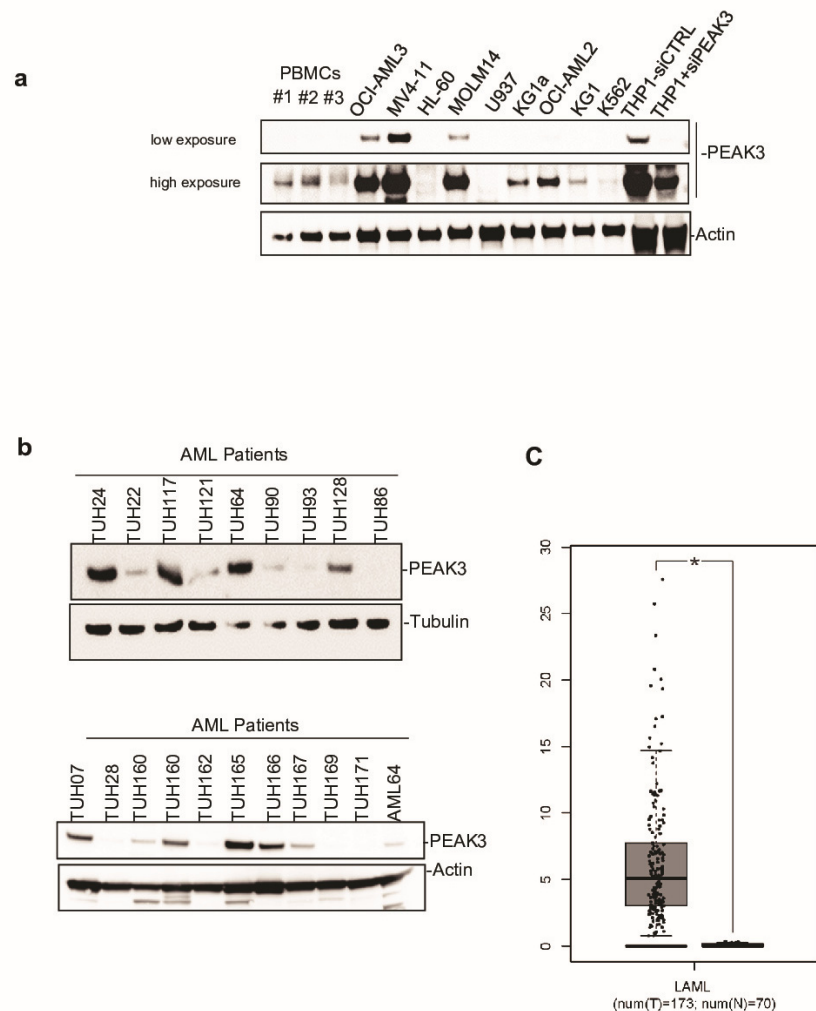 a
PBMCs
#1 #2 #3
OCI-AML3
MV4-11
HL-60
MOLM14
U937
KG1a
OCI-AML2
KG1
K562
THP1-siCTRL
THP1+siPEAK3
low exposure
high exposure
-PEAK3
-Actin
b
AML Patients
TUH24
TUH22
TUH117
TUH121
TUH64
TUH90
TUH93
TUH128
TUH86
-PEAK3
-Tubulin
AML Patients
TUH07
TUH28
TUH160
TUH160
TUH162
TUH165
TUH166
TUH167
TUH169
TUH171
AML64
-PEAK3
-Actin
C
*
30
25
20
15
10
5
0
LAML
(num(T)=173; num(N)=70)